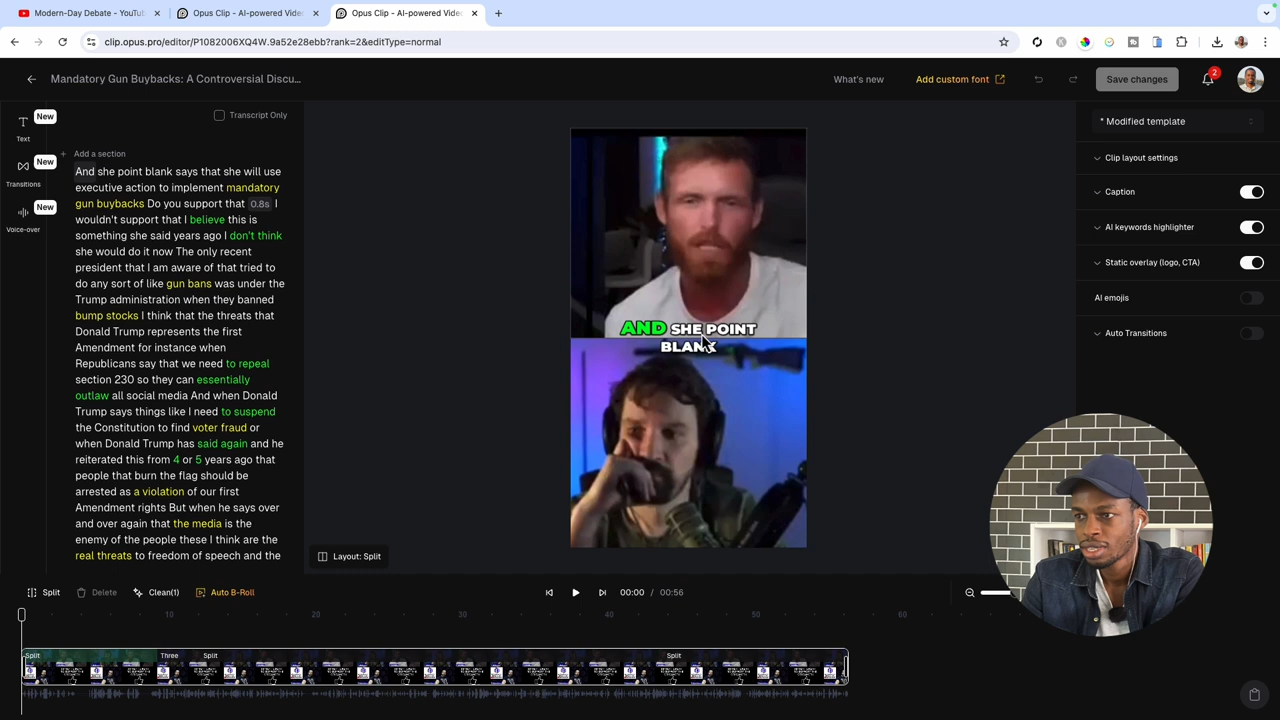 Modern-Day Debate - YouTu
Opus Clip - AI-powered Vide
Opus Clip - AI-powered Vide
clip.opus.pro/editor/P1082006XQ4W.9a52e28ebb?rank=2&editType=normal
Mandatory Gun Buybacks: A Controversial Discu...
What's new
Add custom font
Save changes
2
New
Text
New
Transitions
New
Voice-over
Transcript Only
Add a section
And she point blank says that she will use
executive action to implement mandatory
gun buybacks Do you support that 0.8s I
wouldn't support that I believe this is
something she said years ago I don't think
she would do it now The only recent
president that I am aware of that tried to
do any sort of like gun bans was under the
Trump administration when they banned
bump stocks I think that the threats that
Donald Trump represents the first
Amendment for instance when
Republicans say that we need to repeal
section 230 so they can essentially
outlaw all social media And when Donald
Trump says things like I need to suspend
the Constitution to find voter fraud or
when Donald Trump has said again and he
reiterated this from 4 or 5 years ago that
people that burn the flag should be
arrested as a violation of our first
Amendment rights But when he says over
and over again that the media is the
enemy of the people these I think are the
real threats to freedom of speech and the
AND SHE POINT
BLANK
Layout: Split
* Modified template
Clip layout settings
Caption
AI keywords highlighter
Static overlay (logo, CTA)
AI emojis
Auto Transitions
Split
Delete
Clean(1)
Auto B-Roll
00:00 / 00:56
10 20 30 40 50 60
Split
Three
Split
Split